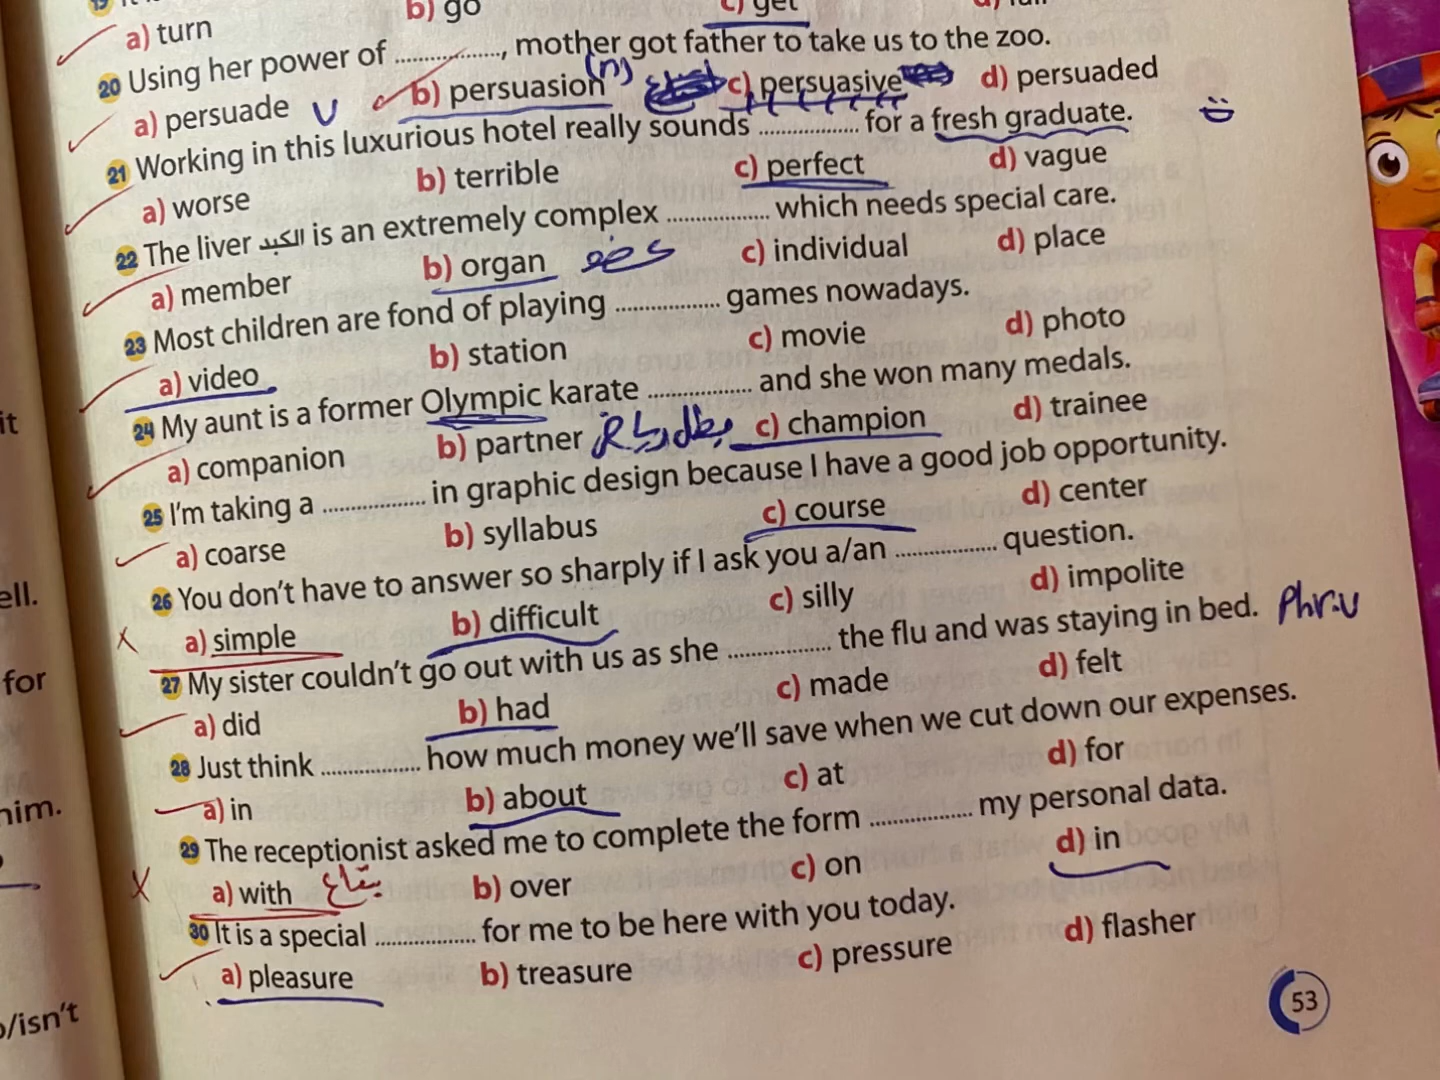 a) turn b) go c) get
20 Using her power of ................., mother got father to take us to the zoo.
a) persuade b) persuasion (n) c) persuasive d) persuaded
21 Working in this luxurious hotel really sounds ................. for a fresh graduate.
a) worse b) terrible c) perfect d) vague
22 The liver الكبد is an extremely complex ................. which needs special care.
a) member b) organ عضو c) individual d) place
23 Most children are fond of playing ................. games nowadays.
a) video b) station c) movie d) photo
24 My aunt is a former Olympic karate ................. and she won many medals.
a) companion b) partner c) champion d) trainee
25 I'm taking a ................. in graphic design because I have a good job opportunity.
a) coarse b) syllabus c) course d) center
26 You don't have to answer so sharply if I ask you a/an ................. question.
a) simple b) difficult c) silly d) impolite
27 My sister couldn't go out with us as she ................. the flu and was staying in bed. Phr.v
a) did b) had c) made d) felt
28 Just think ................. how much money we'll save when we cut down our expenses.
a) in b) about c) at d) for
29 The receptionist asked me to complete the form ................. my personal data.
a) with بتاع b) over c) on d) in
30 It is a special ................. for me to be here with you today.
a) pleasure b) treasure c) pressure d) flasher
53
it
ell.
for
him.
o/isn't